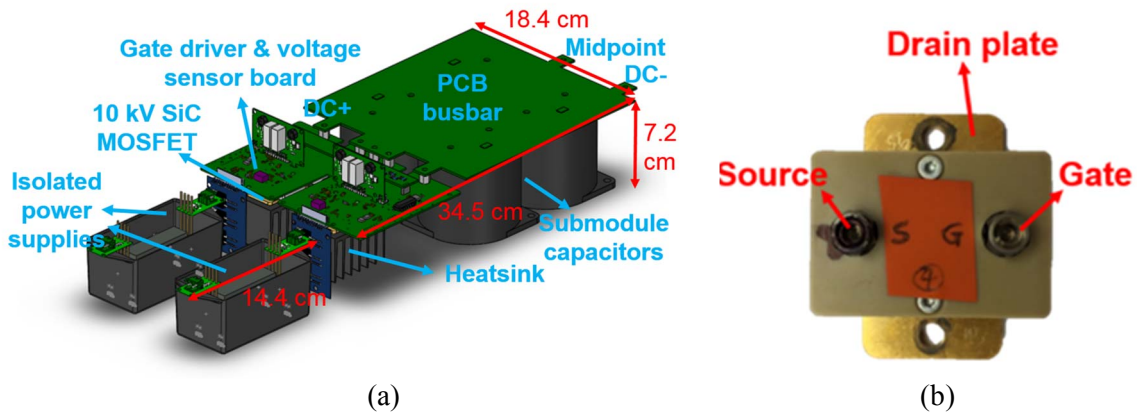 18.4 cm
Gate driver & voltage
sensor board
Midpoint
DC-
DC+
PCB
busbar
10 kV SiC
MOSFET
7.2
cm
Isolated
power
supplies
34.5 cm
Submodule
capacitors
Heatsink
14.4 cm
(a)
Drain plate
Source
Gate
S G
4
(b)